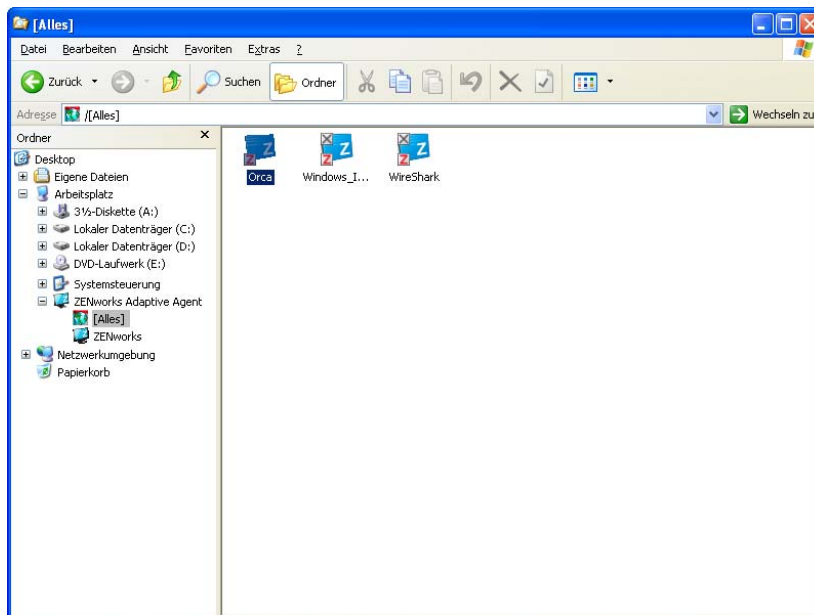 [Alles]
Datei Bearbeiten Ansicht Favoriten Extras ?
Zurück Suchen Ordner
Adresse /[Alles] Wechseln zu
Ordner
Desktop
Eigene Dateien
Arbeitsplatz
3½-Diskette (A:)
Lokaler Datenträger (C:)
Lokaler Datenträger (D:)
DVD-Laufwerk (E:)
Systemsteuerung
ZENworks Adaptive Agent
[Alles]
ZENworks
Netzwerkumgebung
Papierkorb
Orca Windows_I... WireShark